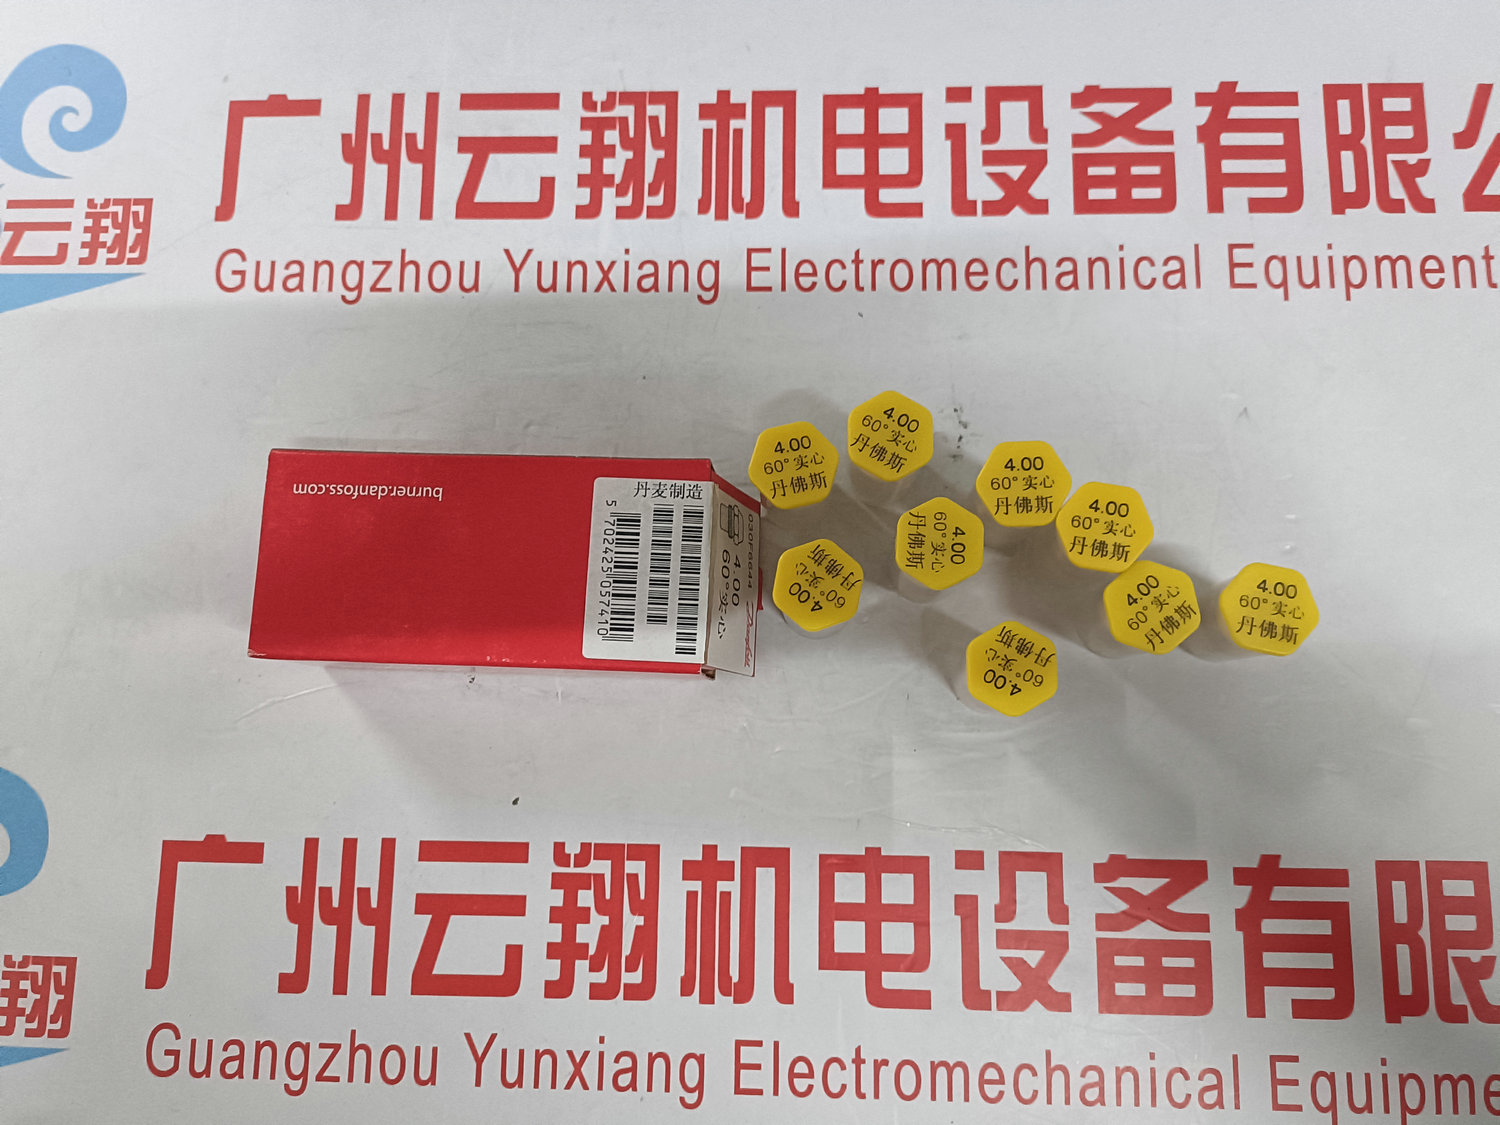 广州云翔机电设备有限公
云翔
Guangzhou Yunxiang Electromechanical Equipment
burner.danfoss.com
丹麦制造
5 702425 057410
030F6644
4.00
60°实心
Danfoss
4.00
60°实心
丹佛斯
4.00
60°实心
丹佛斯
4.00
60°实心
丹佛斯
4.00
60°实心
丹佛斯
4.00
60°实心
丹佛斯
4.00
60°实心
丹佛斯
4.00
60°实心
丹佛斯
4.00
60°实心
丹佛斯
4.00
60°实心
丹佛斯
广州云翔机电设备有限
翔
Guangzhou Yunxiang Electromechanical Equipme